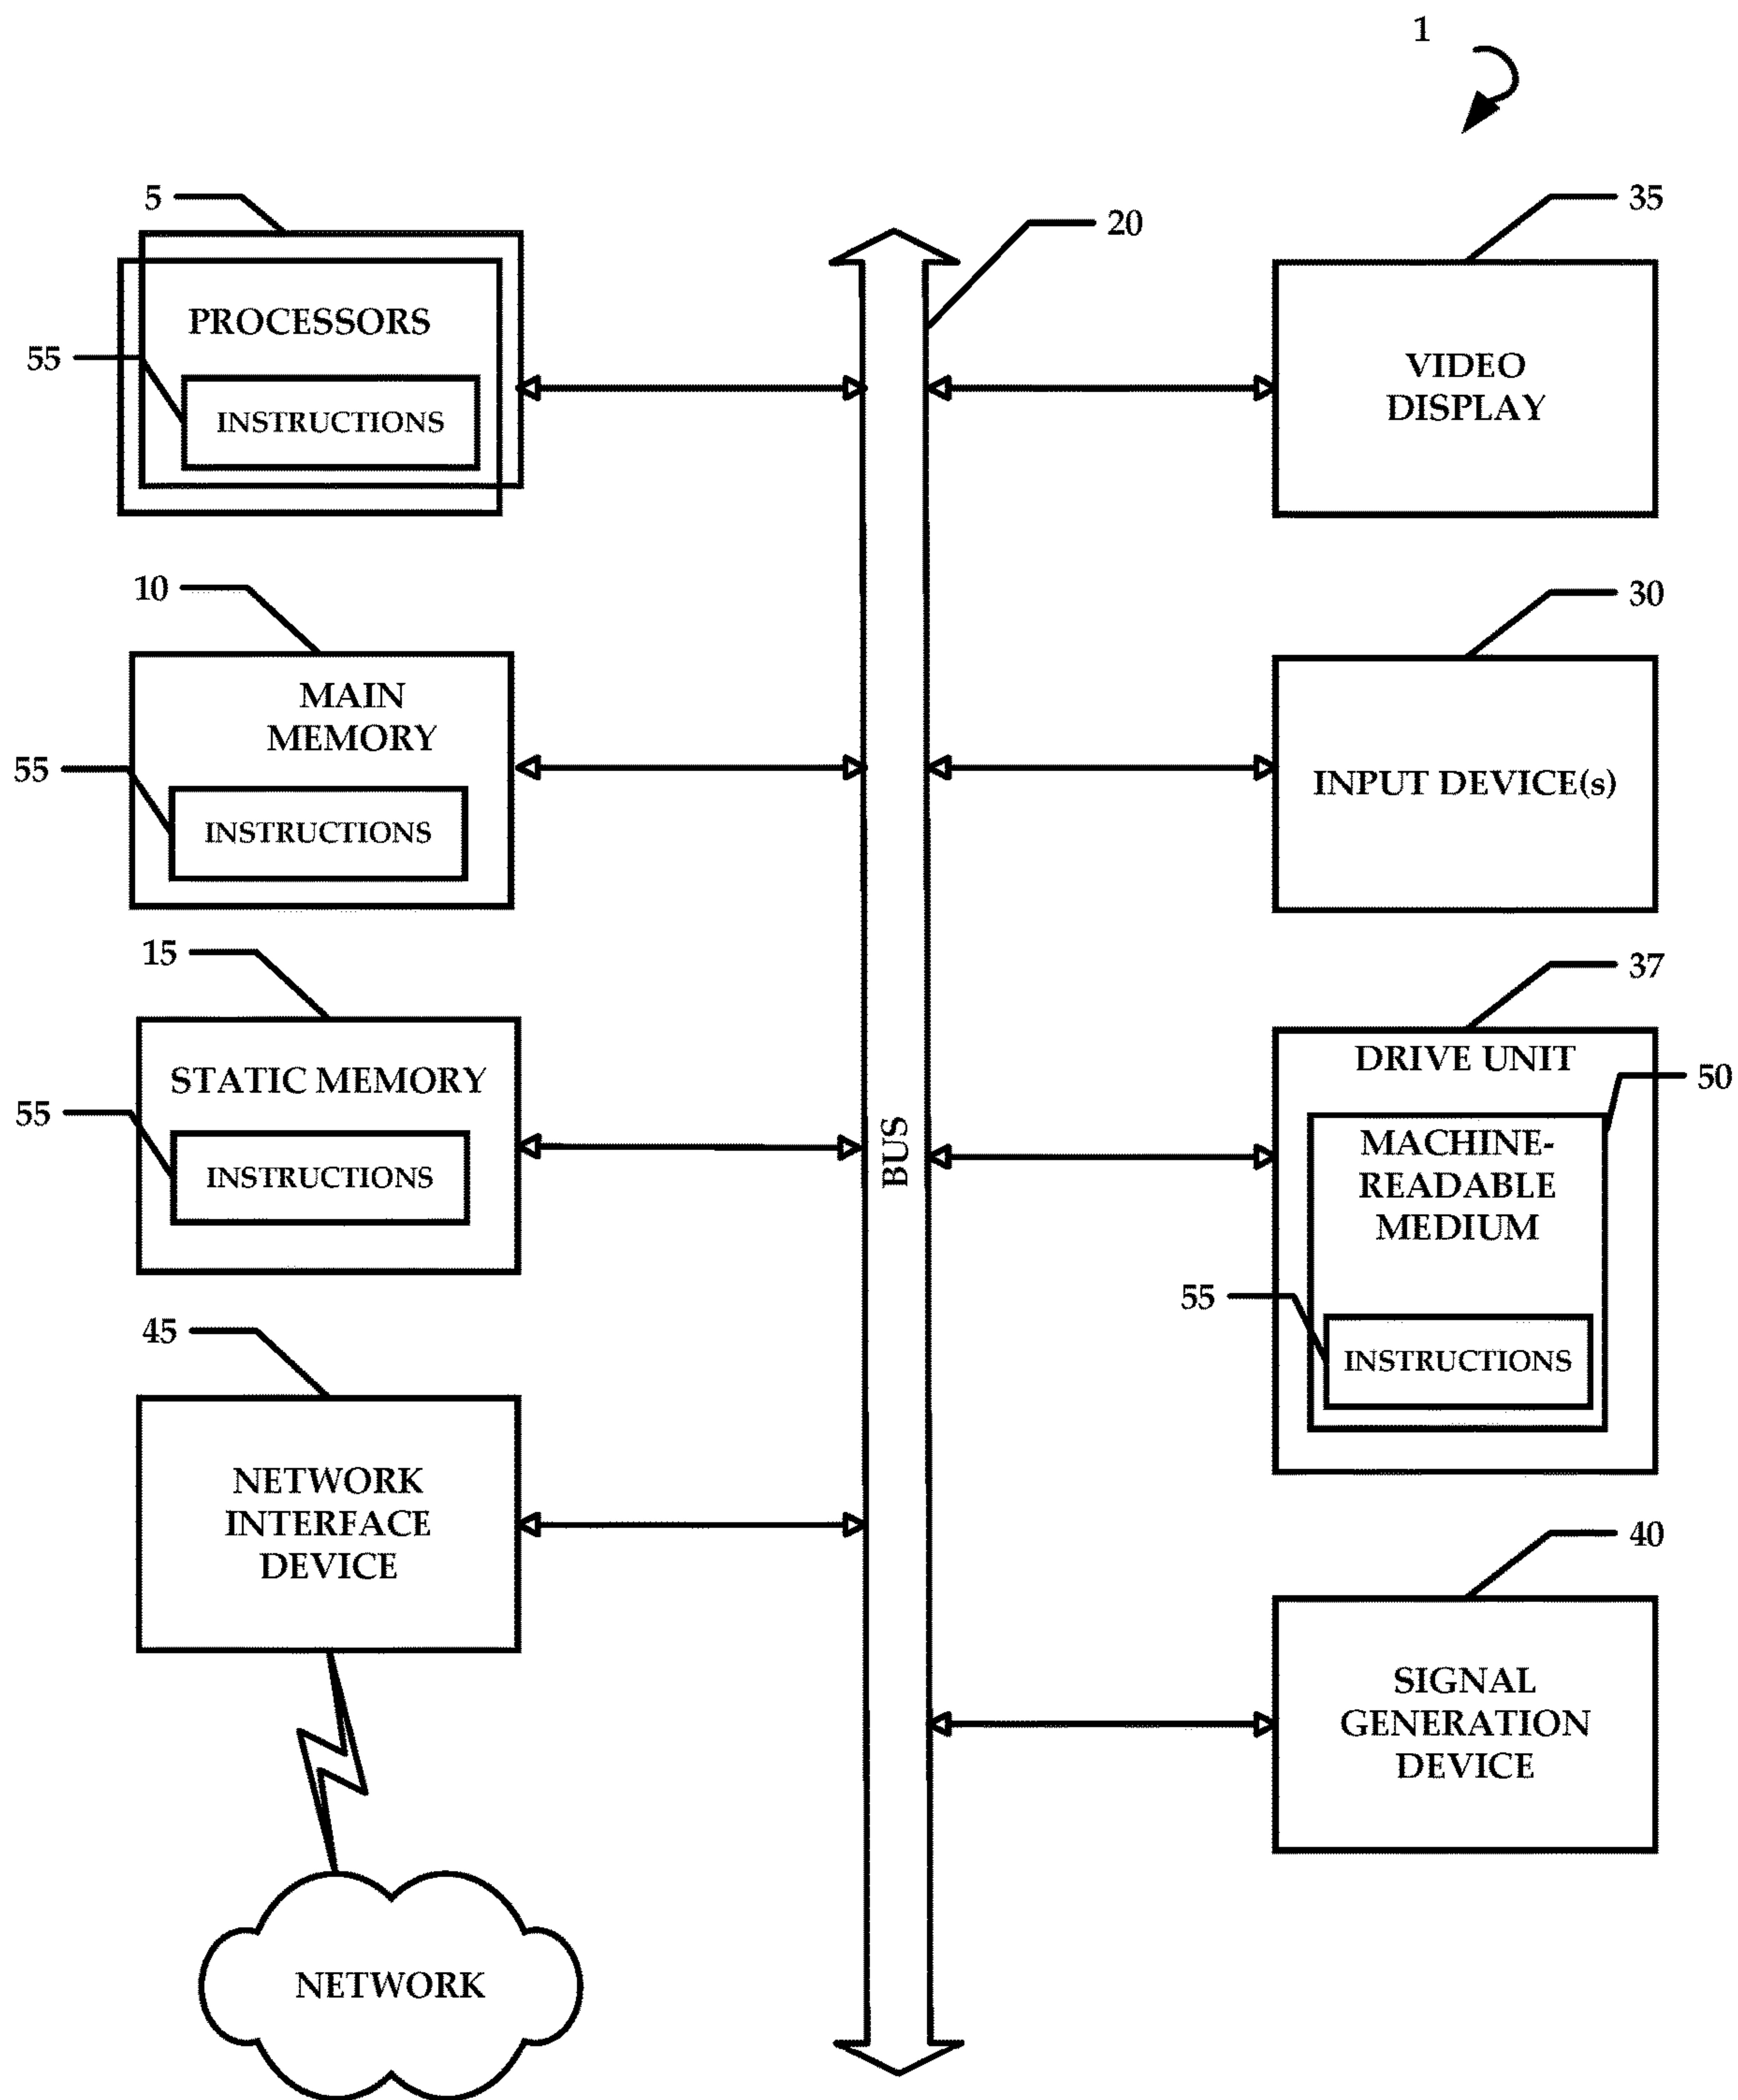 1
5
PROCESSORS
55
INSTRUCTIONS
10
MAIN
MEMORY
55
INSTRUCTIONS
15
STATIC MEMORY
55
INSTRUCTIONS
45
NETWORK
INTERFACE
DEVICE
NETWORK
20
BUS
35
VIDEO
DISPLAY
30
INPUT DEVICE(s)
37
DRIVE UNIT
50
MACHINE-
READABLE
MEDIUM
55
INSTRUCTIONS
40
SIGNAL
GENERATION
DEVICE